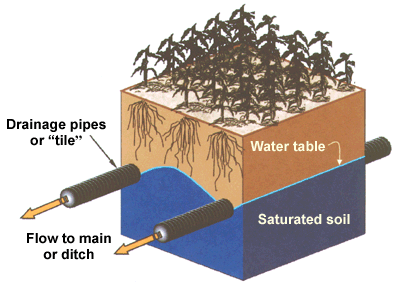 Drainage pipes
or “tile”
Water table
Saturated soil
Flow to main
or ditch